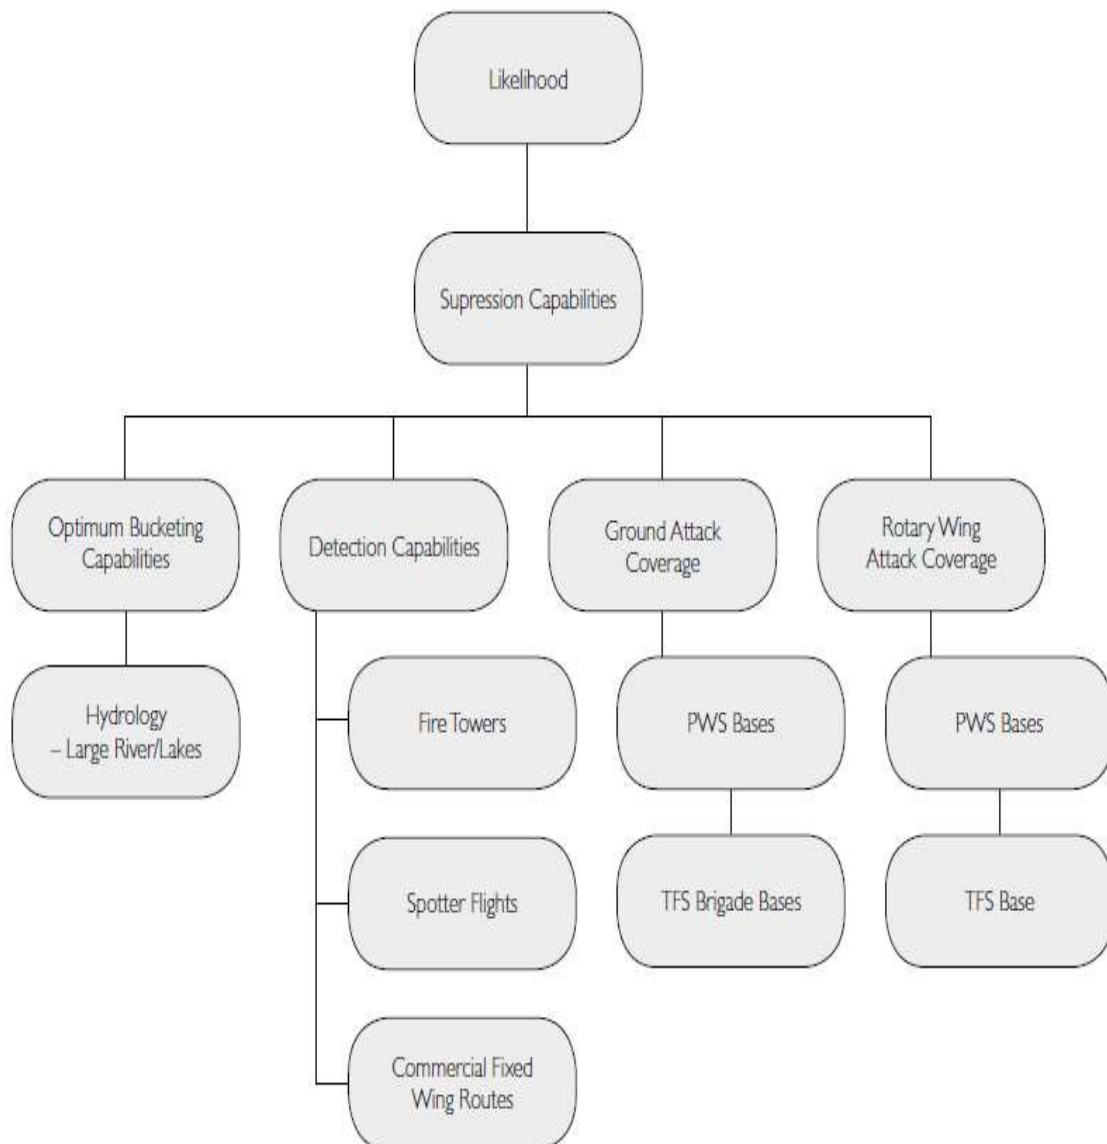 Likelihood
Supression Capabilities
Optimum Bucketing
Capabilities
Detection Capabilities
Ground Attack
Coverage
Rotary Wing
Attack Coverage
Hydrology
– Large River/Lakes
Fire Towers
PWS Bases
PWS Bases
Spotter Flights
TFS Brigade Bases
TFS Base
Commercial Fixed
Wing Routes